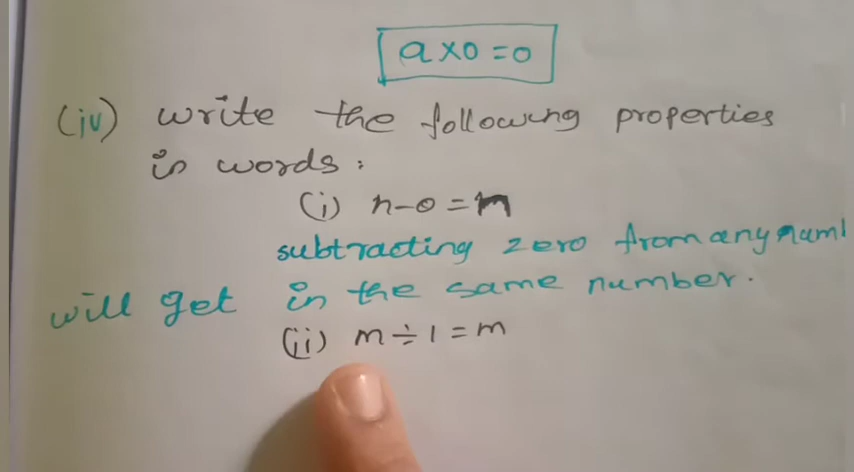 a×0=0
(iv) write the following properties
in words:
(i) n-0=n
subtracting zero from any numb
will get in the same number.
(ii) m÷1=m